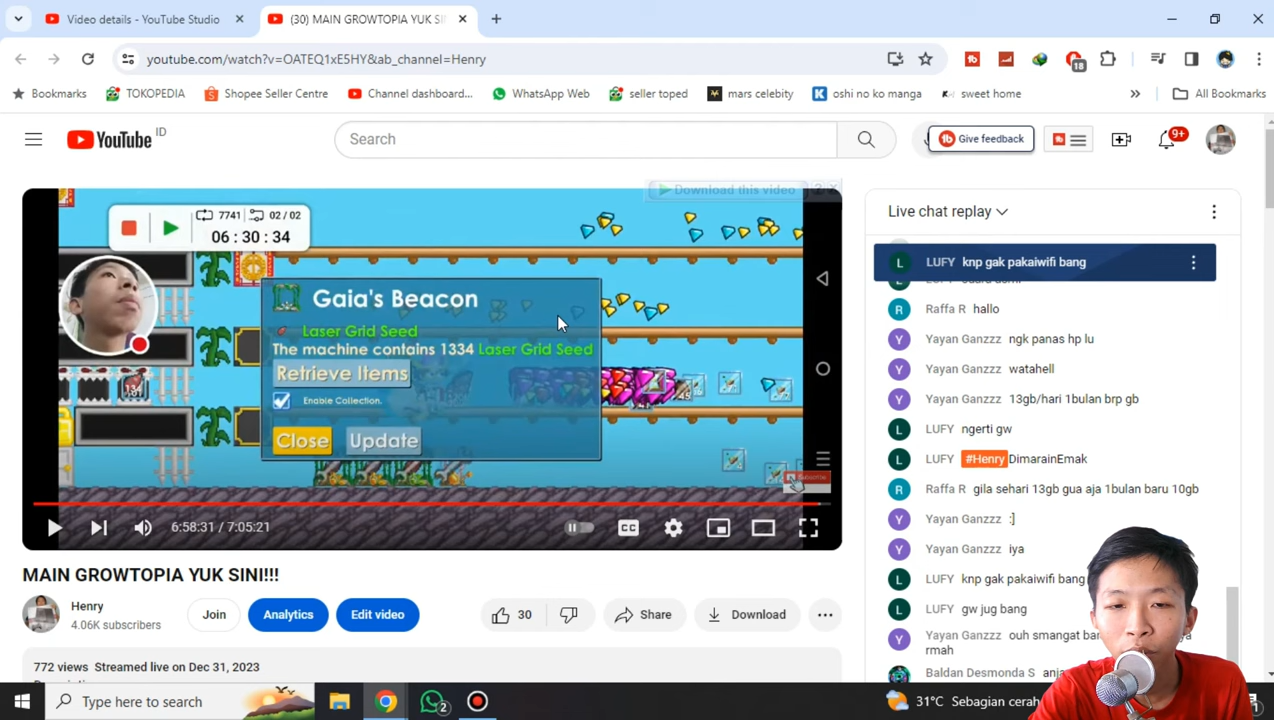 Video details - YouTube Studio
(30) MAIN GROWTOPIA YUK SI
youtube.com/watch?v=OATEQ1xE5HY&ab_channel=Henry
18
Bookmarks
TOKOPEDIA
Shopee Seller Centre
Channel dashboard...
WhatsApp Web
seller toped
mars celebity
oshi no ko manga
sweet home
All Bookmarks
YouTube ID
Search
Give feedback
9+
Download this video
7741 02 / 02
06 : 30 : 34
Gaia's Beacon
Laser Grid Seed
The machine contains 1334 Laser Grid Seed
Retrieve Items
Enable Collection.
Close Update
6:58:31 / 7:05:21
CC
MAIN GROWTOPIA YUK SINI!!!
Henry
4.06K subscribers
Join
Analytics
Edit video
30
Share
Download
772 views Streamed live on Dec 31, 2023
Live chat replay
L LUFY knp gak pakaiwifi bang
R Raffa R hallo
Y Yayan Ganzzz ngk panas hp lu
Y Yayan Ganzzz watahell
Y Yayan Ganzzz 13gb/hari 1bulan brp gb
L LUFY ngerti gw
L LUFY #Henry DimarainEmak
R Raffa R gila sehari 13gb gua aja 1bulan baru 10gb
Y Yayan Ganzzz :]
Y Yayan Ganzzz iya
L LUFY knp gak pakaiwifi bang
L LUFY gw jug bang
Y Yayan Ganzzz ouh smangat
rmah
Baldan Desmonda S
Type here to search
2
31°C Sebagian cerah